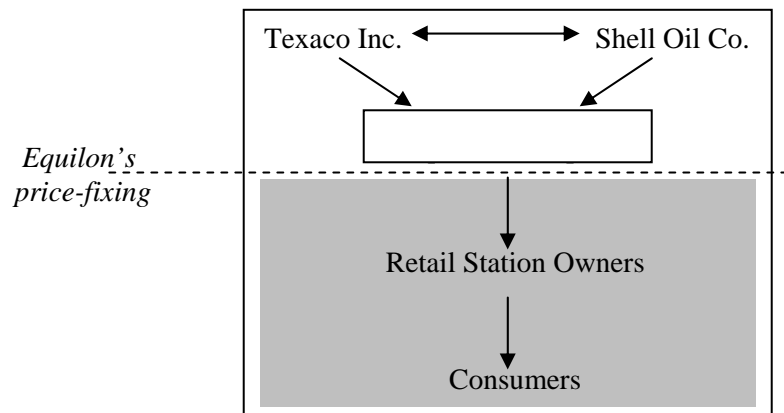 Texaco Inc. Shell Oil Co.
Equilon's
price-fixing
Retail Station Owners
Consumers